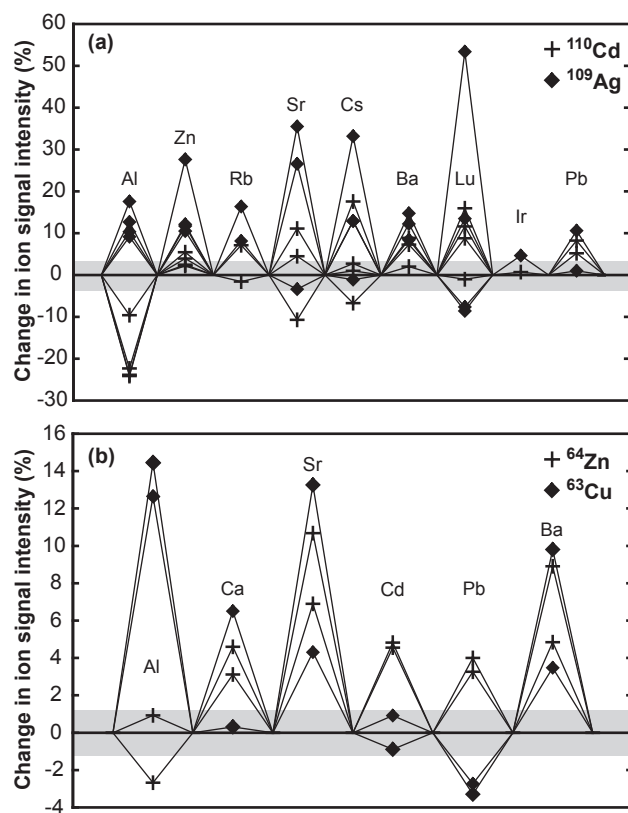 Change in ion signal intensity (%)
60
50
40
30
20
10
0
-10
-20
-30
(a)
¹¹⁰Cd
¹⁰⁹Ag
Al
Zn
Rb
Sr
Cs
Ba
Lu
Ir
Pb
Change in ion signal intensity (%)
16
14
12
10
8
6
4
2
0
-2
-4
(b)
⁶⁴Zn
⁶³Cu
Al
Ca
Sr
Cd
Pb
Ba